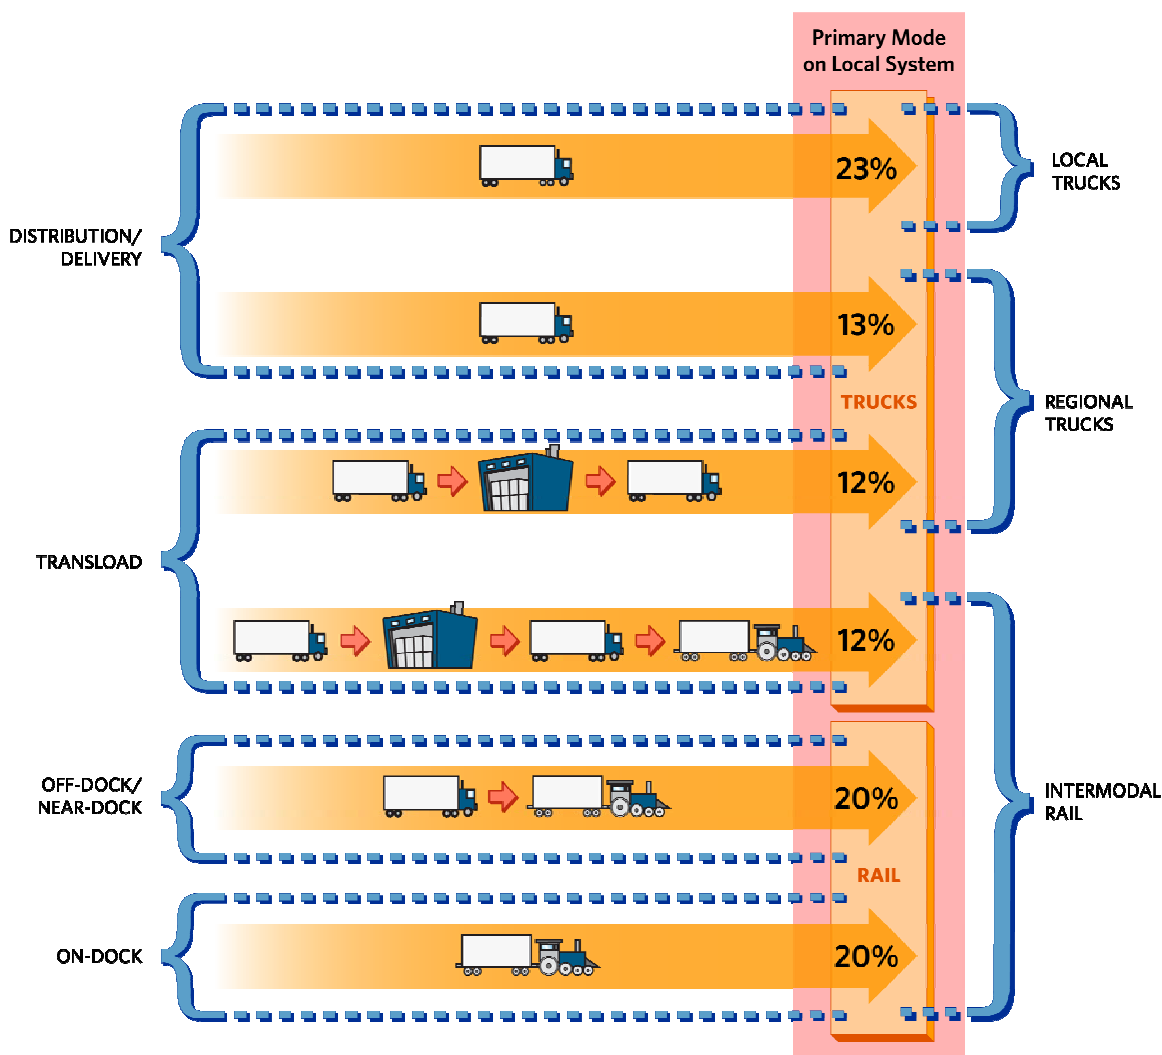 Primary Mode
on Local System
DISTRIBUTION/
DELIVERY
23%
LOCAL
TRUCKS
13%
TRUCKS
REGIONAL
TRUCKS
TRANSLOAD
12%
12%
OFF-DOCK/
NEAR-DOCK
20%
INTERMODAL
RAIL
RAIL
ON-DOCK
20%